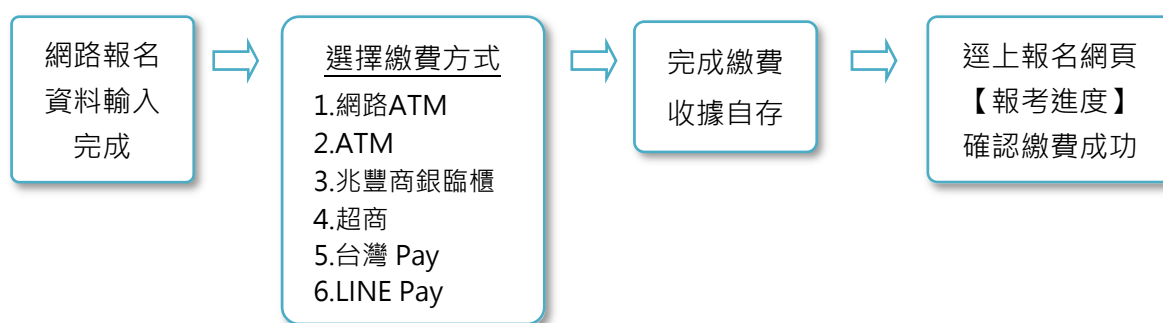 網路報名
資料輸入
完成
選擇繳費方式
1.網路ATM
2.ATM
3.兆豐商銀臨櫃
4.超商
5.台灣 Pay
6.LINE Pay
完成繳費
收據自存
逕上報名網頁
【報考進度】
確認繳費成功